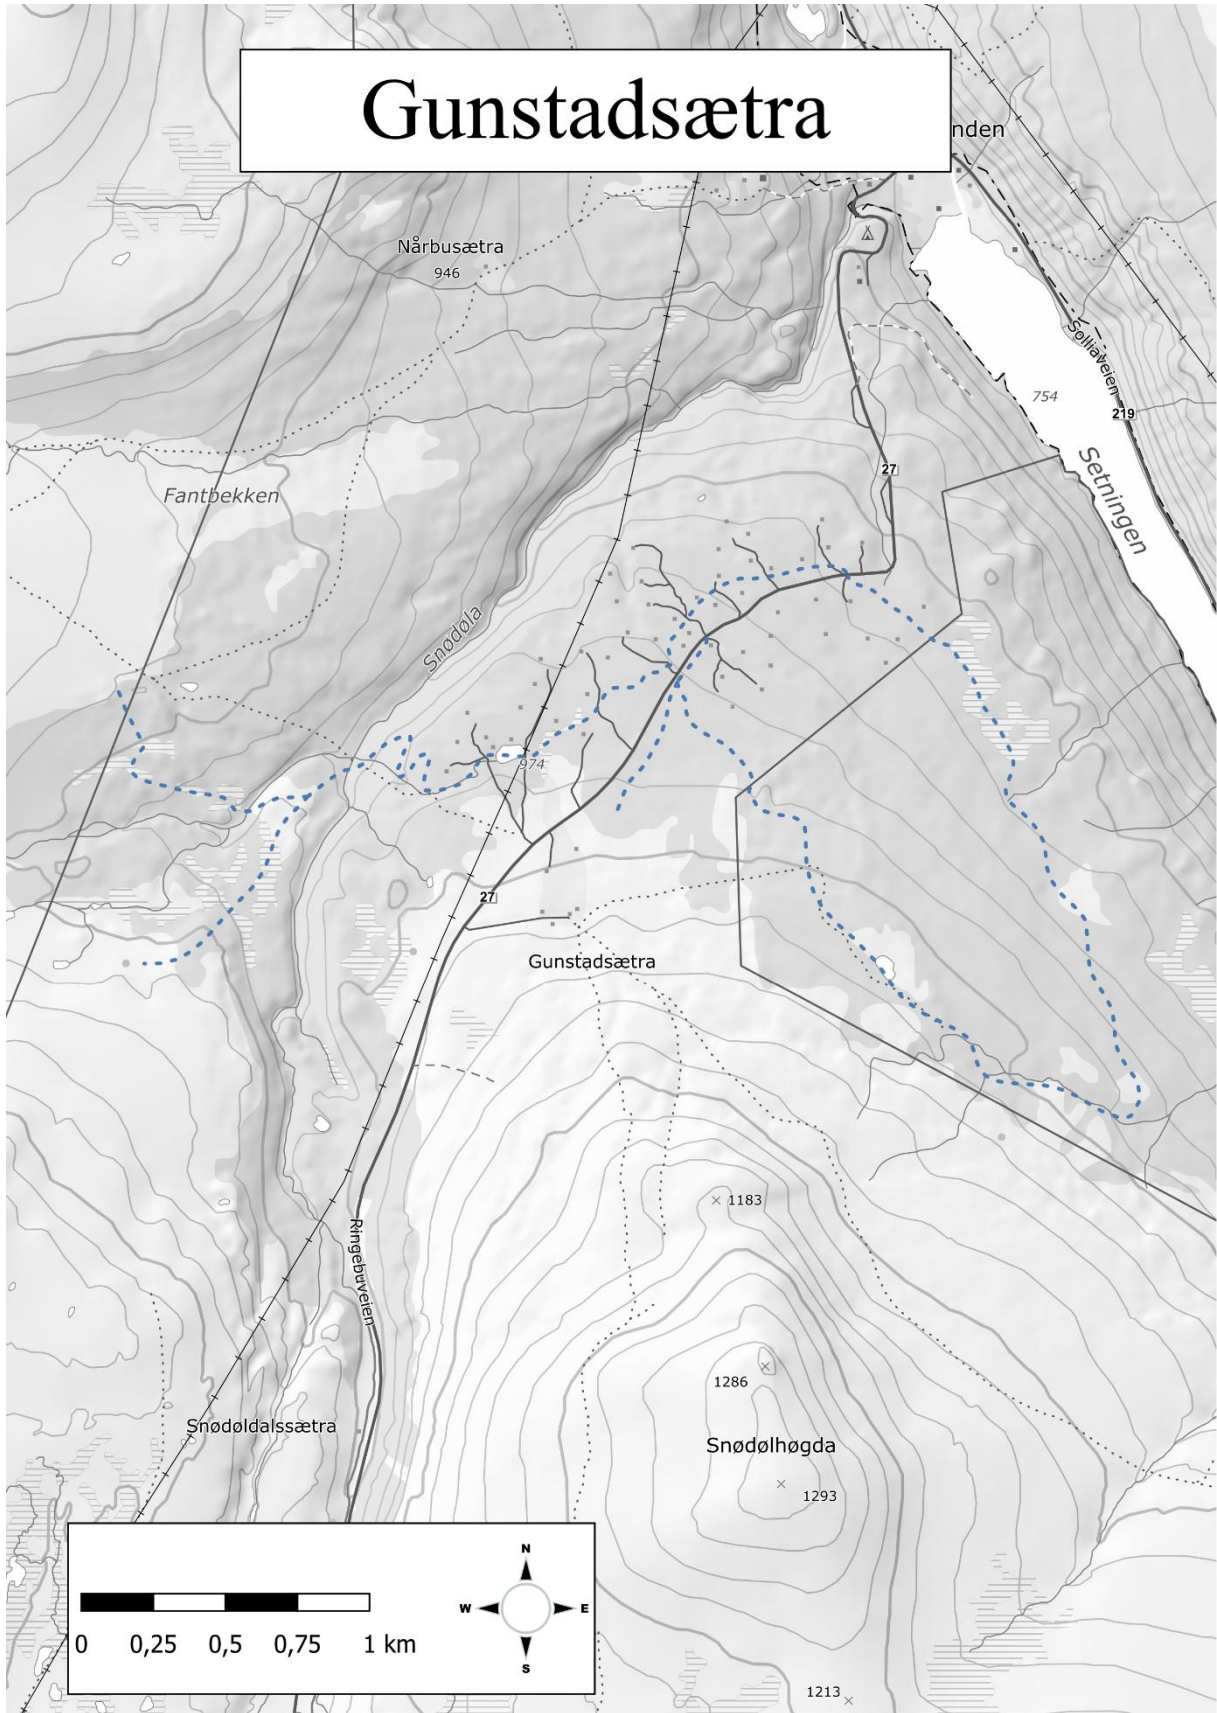 Gunstadsætra
nden
Nårbusætra
946
Solliaveien
754
219
Setningen
27
Fantbekken
Snødøla
974
27
Gunstadsætra
1183
Ringebuveien
1286
Snødøldalssætra
Snødølhøgda
1293
N
W E
S
0 0,25 0,5 0,75 1 km
1213